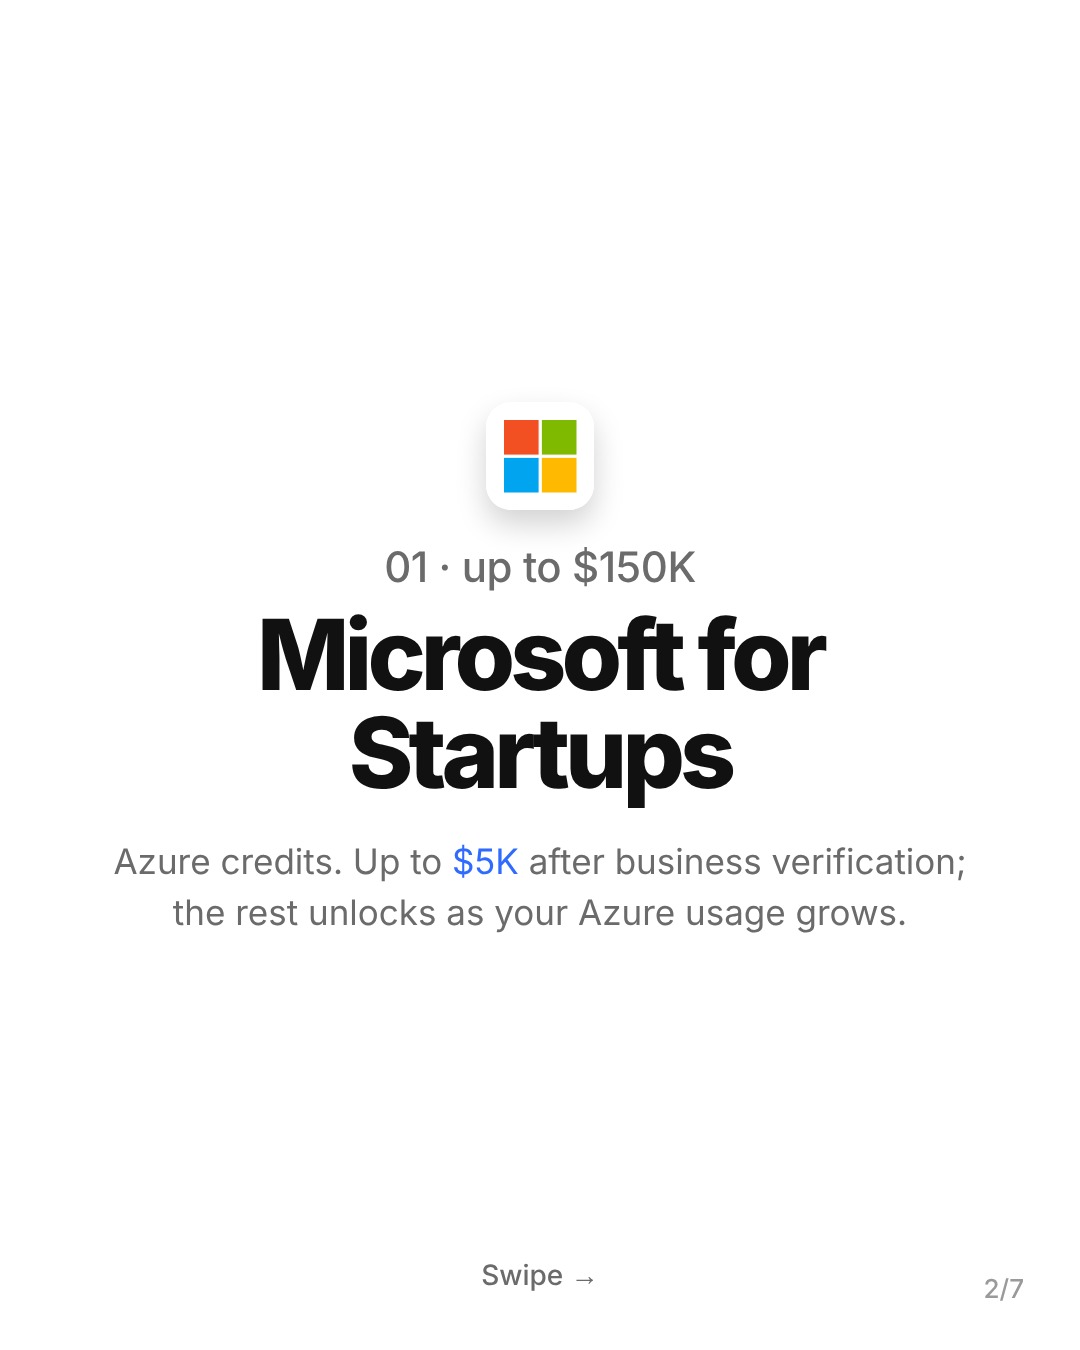 01 · up to $150K
Microsoft for
Startups
Azure credits. Up to $5K after business verification;
the rest unlocks as your Azure usage grows.
Swipe →
2/7